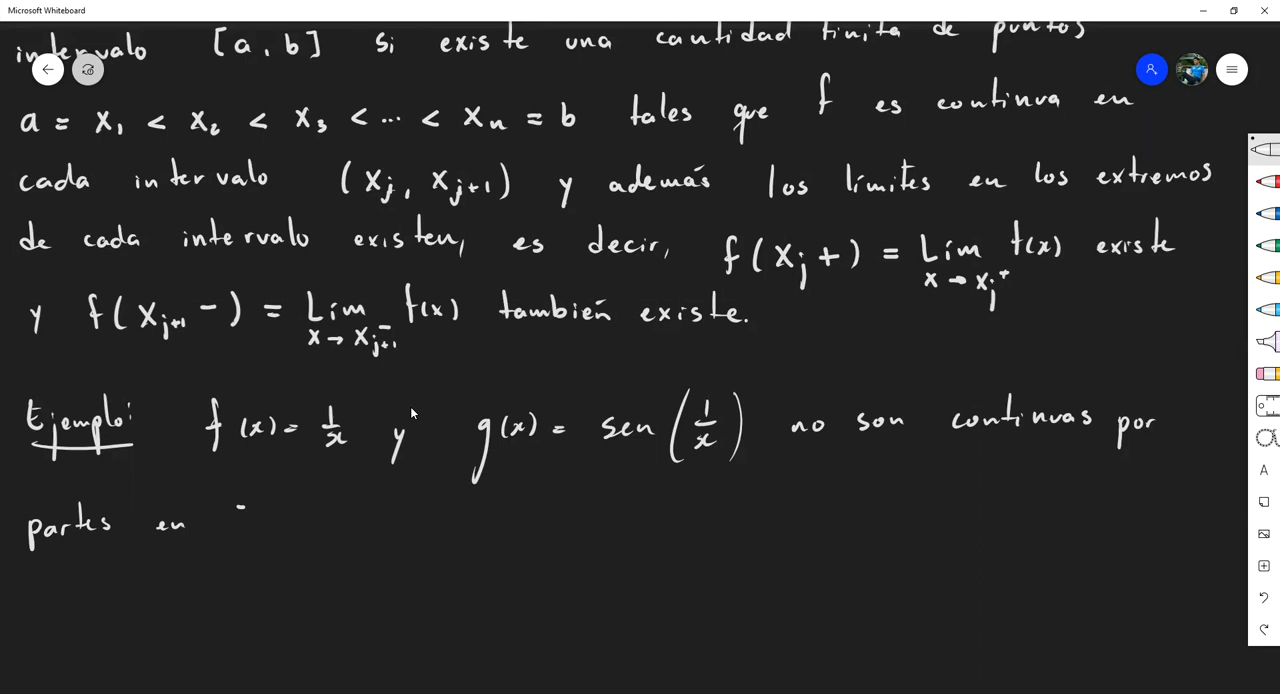 Microsoft Whiteboard
intervalo [a, b] si existe una cantidad finita de puntos
a = x₁ < x₂ < x₃ < ... < xₙ = b tales que f es continua en
cada intervalo (xⱼ, xⱼ₊₁) y además los límites en los extremos
de cada intervalo existen, es decir, f(xⱼ+) = Lím_{x→xⱼ⁺} f(x) existe
y f(xⱼ₊₁−) = Lím_{x→xⱼ₊₁⁻} f(x) también existe.
Ejemplo: f(x) = 1/x y g(x) = sen(1/x) no son continuas por
partes en
A